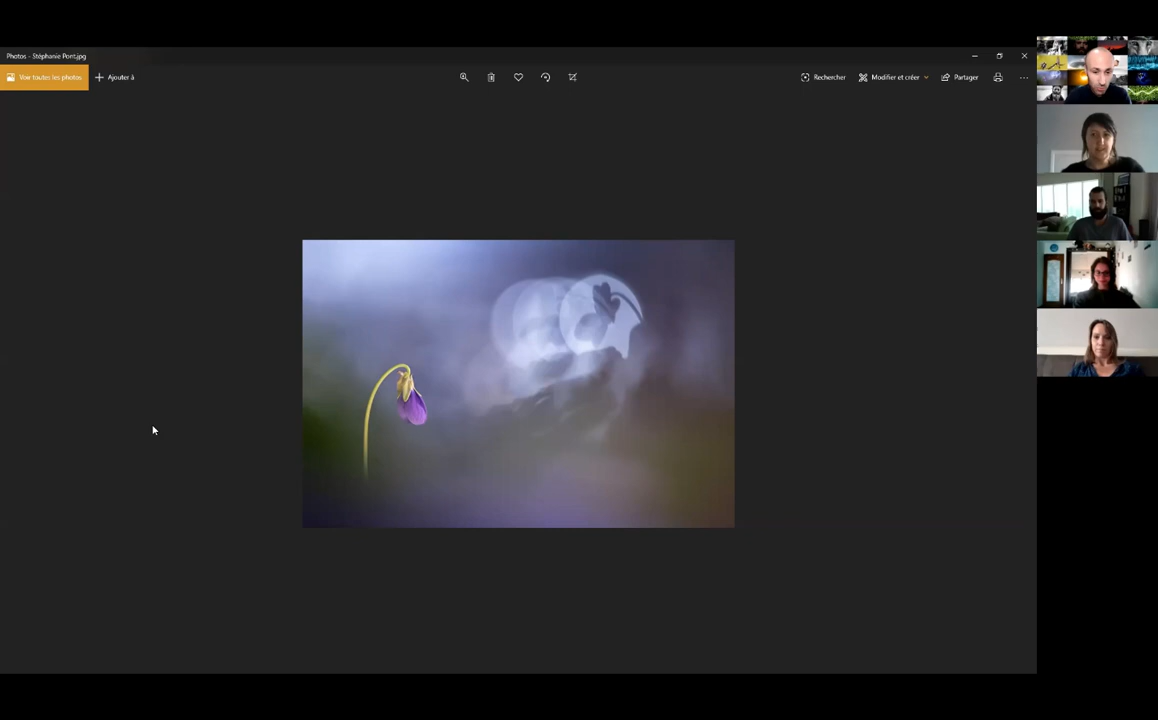 Photos - Stéphanie Pont.jpg
Voir toutes les photos
Ajouter à
Rechercher
Modifier et créer
Partager